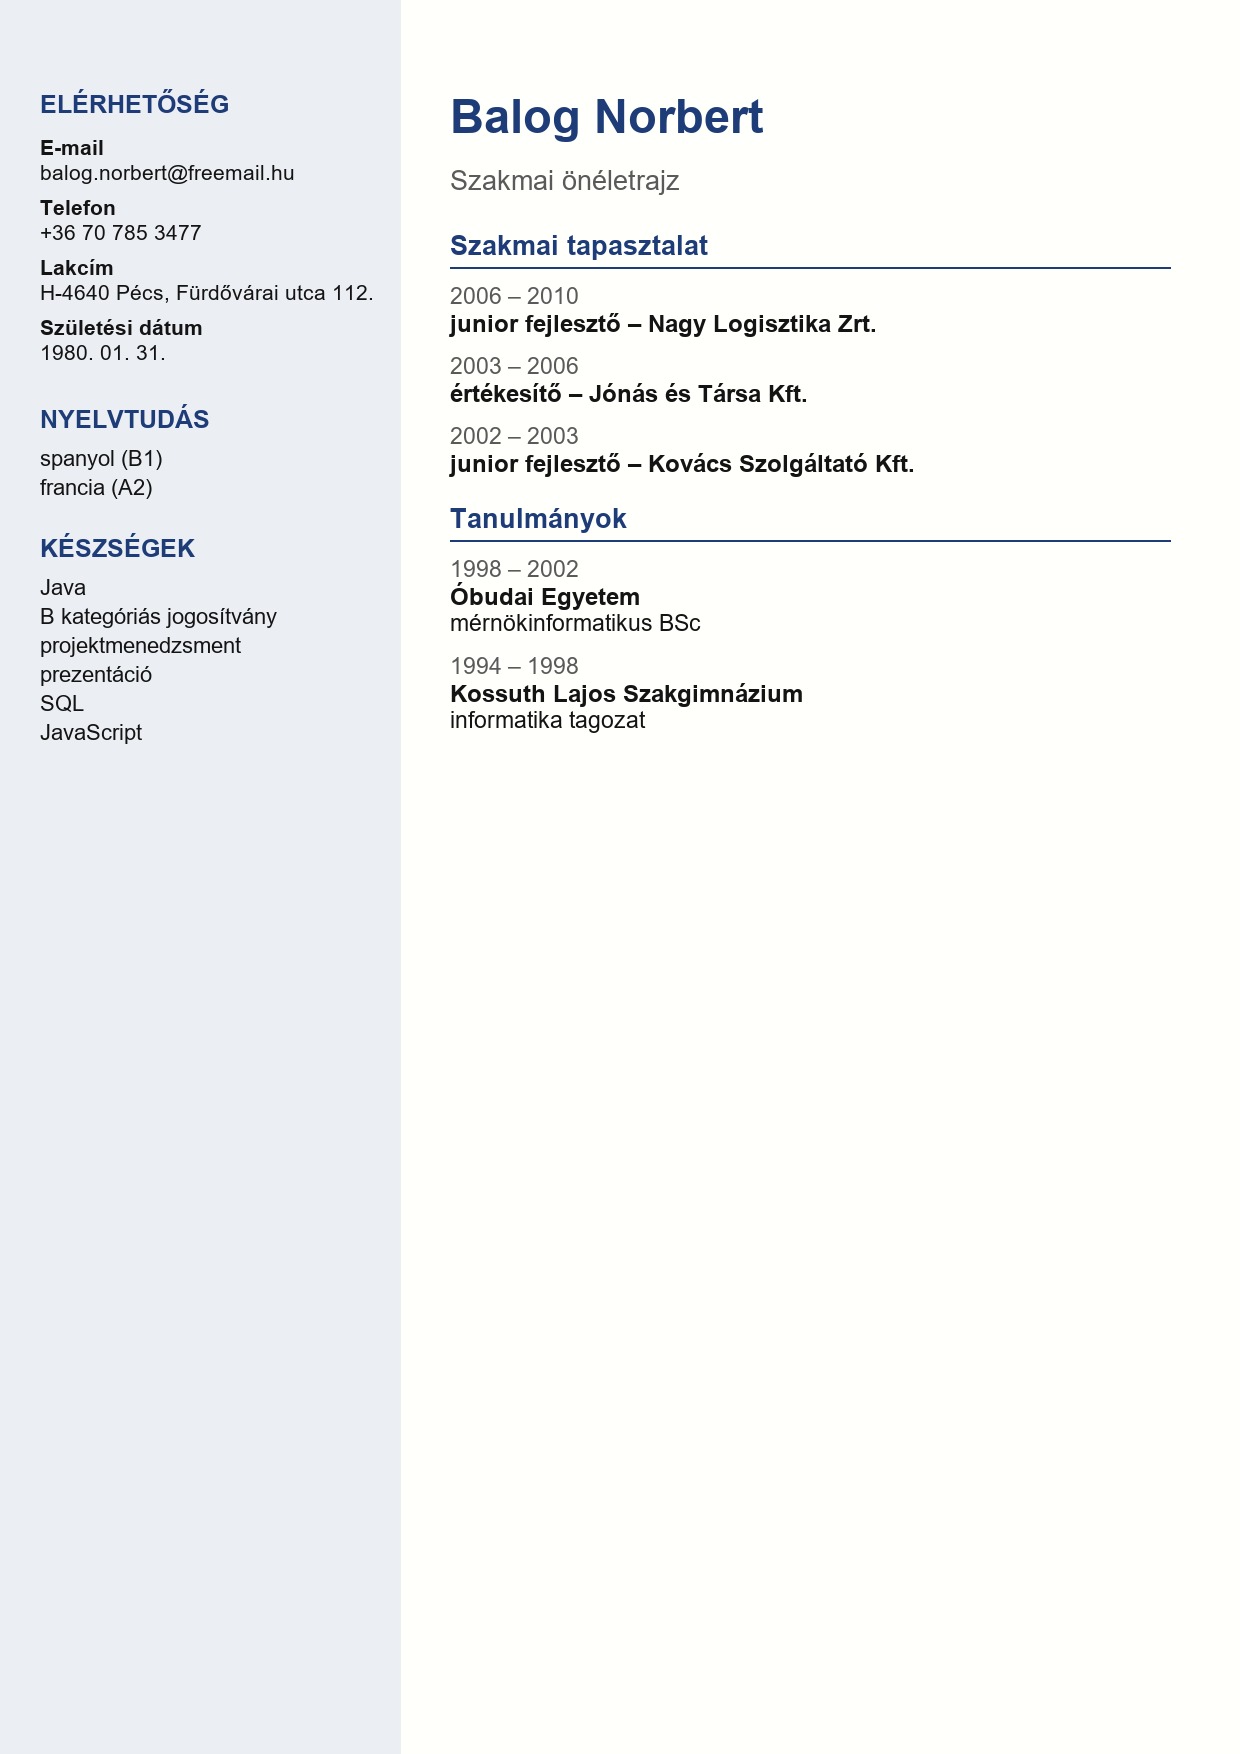 ELÉRHETŐSÉG
E-mail
balog.norbert@freemail.hu
Telefon
+36 70 785 3477
Lakcím
H-4640 Pécs, Fürdővárai utca 112.
Születési dátum
1980. 01. 31.
NYELVTUDÁS
spanyol (B1)
francia (A2)
KÉSZSÉGEK
Java
B kategóriás jogosítvány
projektmenedzsment
prezentáció
SQL
JavaScript
Balog Norbert
Szakmai önéletrajz
Szakmai tapasztalat
2006 – 2010
junior fejlesztő – Nagy Logisztika Zrt.
2003 – 2006
értékesítő – Jónás és Társa Kft.
2002 – 2003
junior fejlesztő – Kovács Szolgáltató Kft.
Tanulmányok
1998 – 2002
Óbudai Egyetem
mérnökinformatikus BSc
1994 – 1998
Kossuth Lajos Szakgimnázium
informatika tagozat